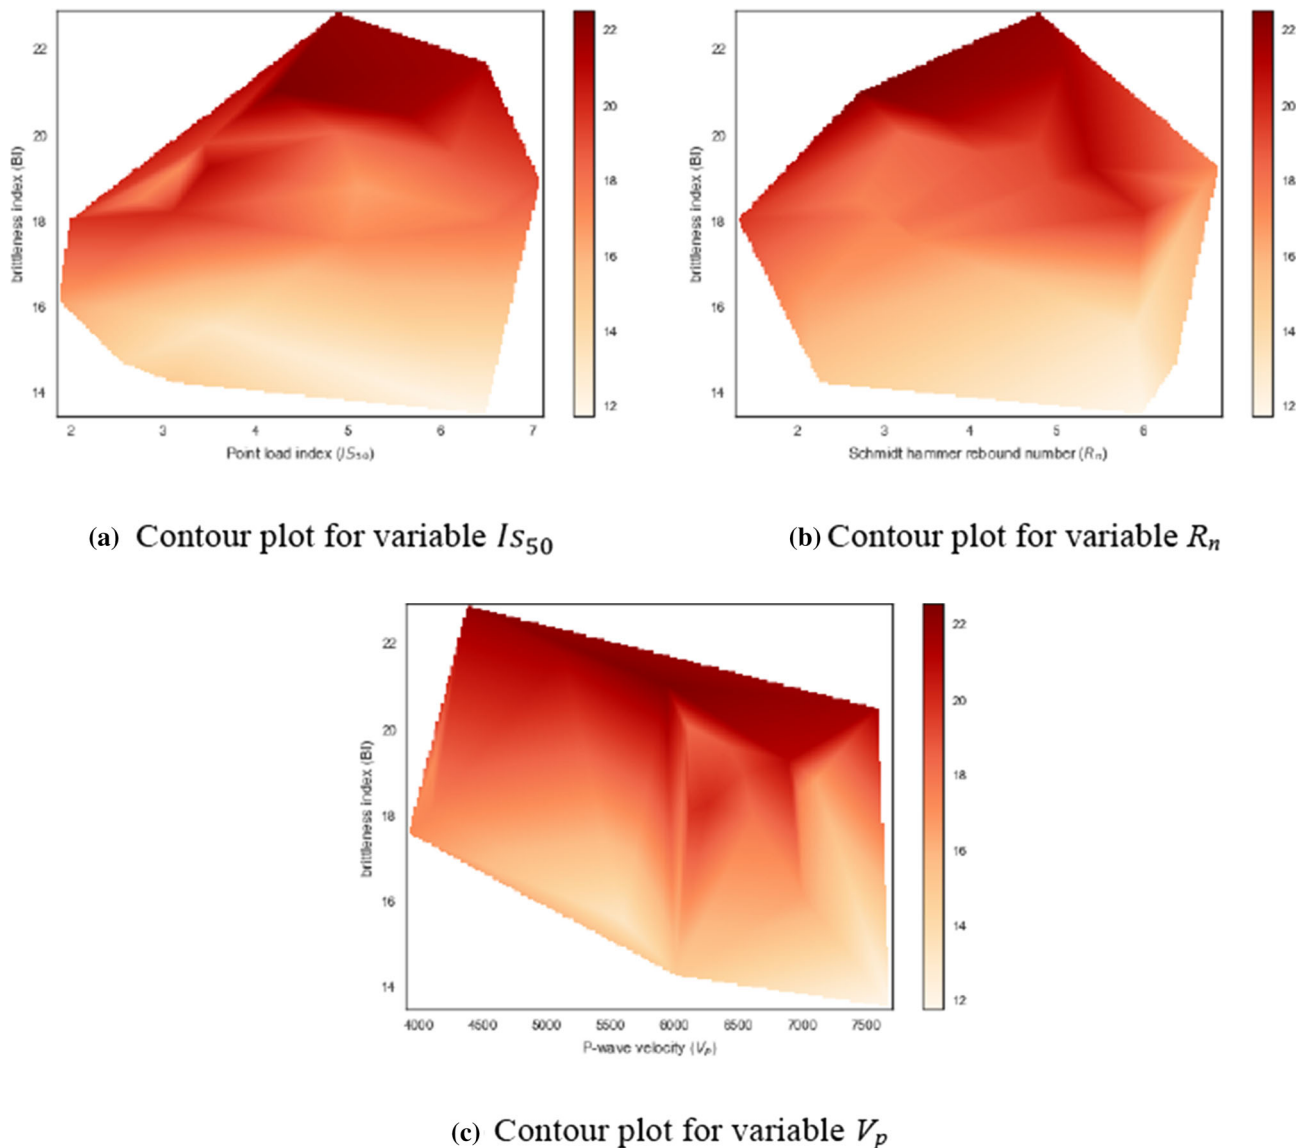 22
20
18
16
14
brittleness index (BI)
2 3 4 5 6 7
Point load index (IS₅₀)
22
20
18
16
14
12
(a) Contour plot for variable Is₅₀
22
20
18
16
14
brittleness index (BI)
2 3 4 5 6
Schmidt hammer rebound number (Rₙ)
22
20
18
16
14
12
(b) Contour plot for variable Rₙ
22
20
18
16
14
brittleness index (BI)
4000 4500 5000 5500 6000 6500 7000 7500
P-wave velocity (Vₚ)
22
20
18
16
14
12
(c) Contour plot for variable Vₚ